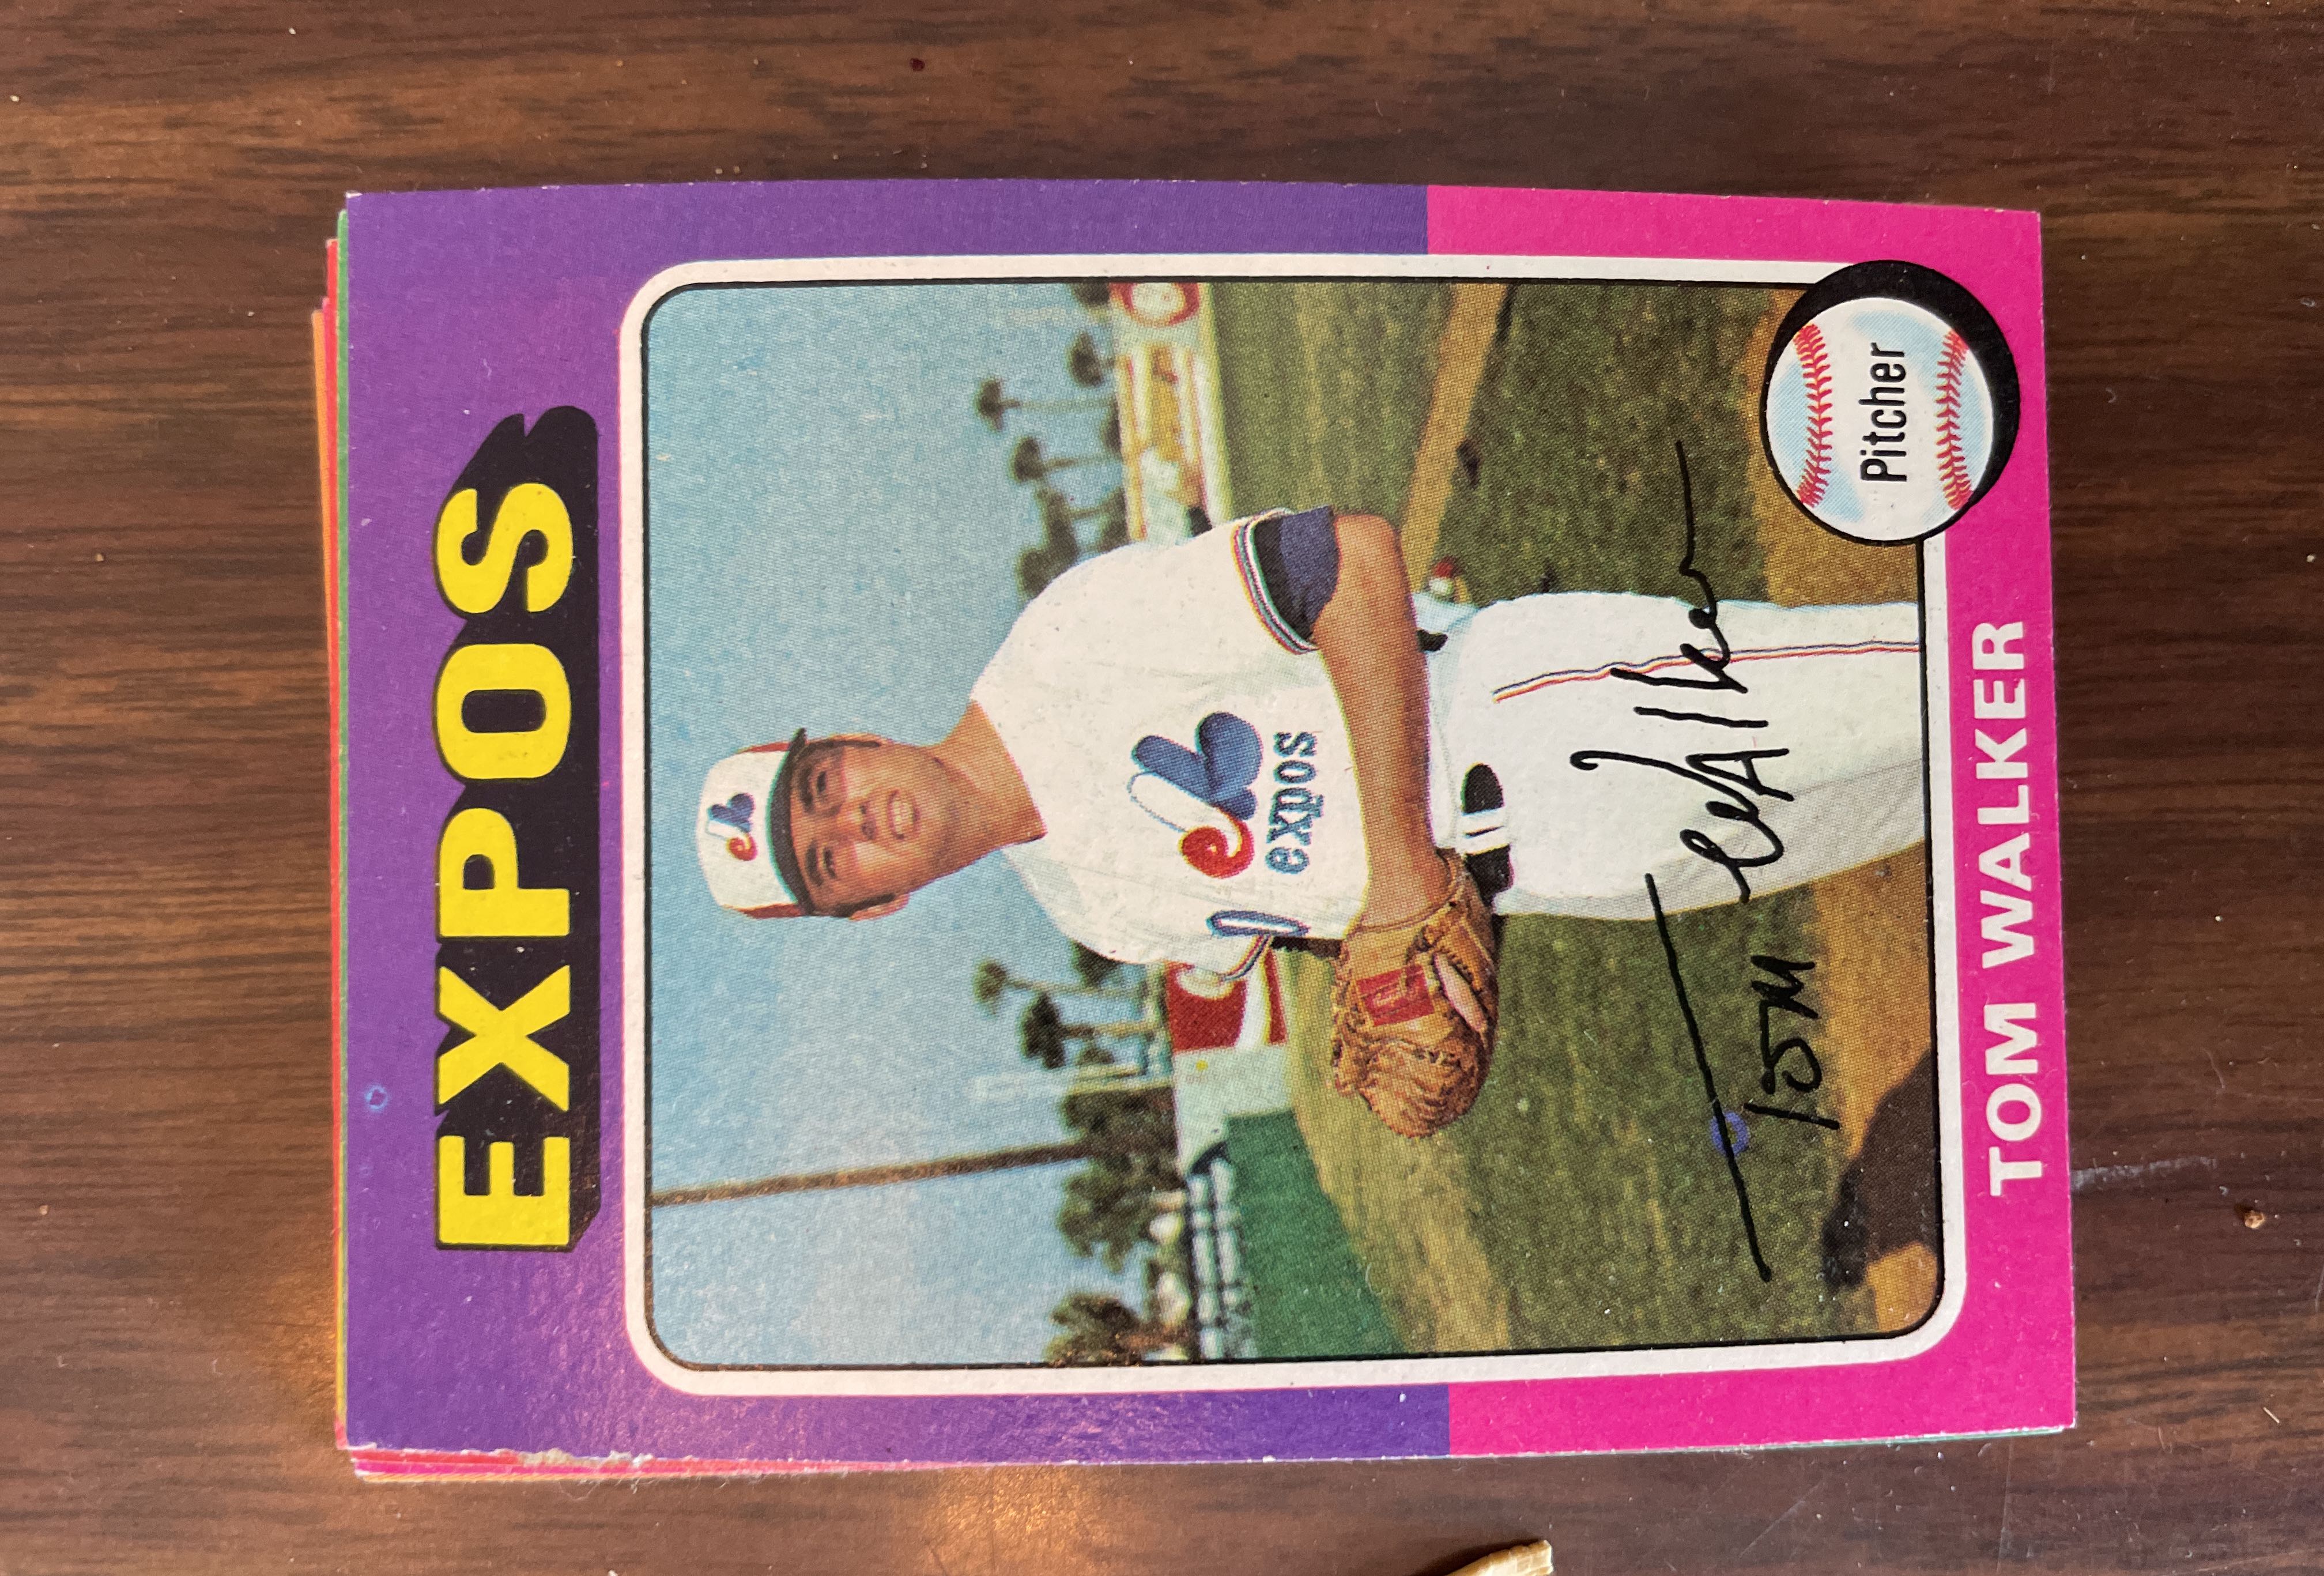 EXPOS
expos
Tom Walker
Pitcher
TOM WALKER